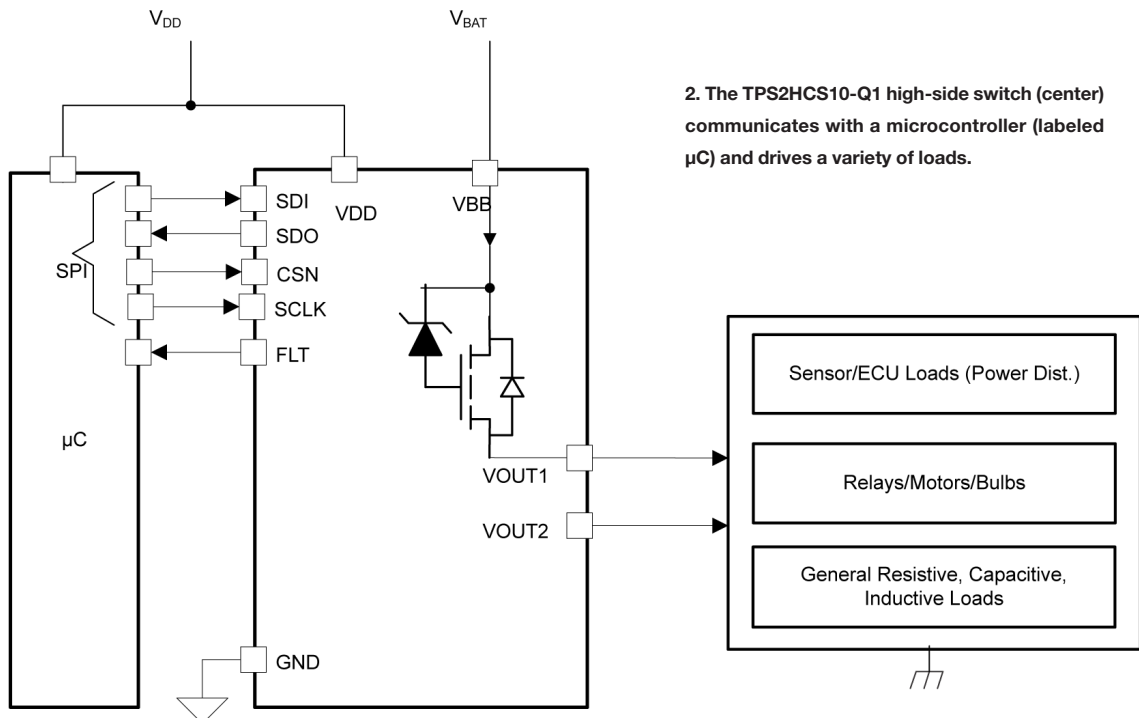 V_DD
V_BAT
2. The TPS2HCS10-Q1 high-side switch (center)
communicates with a microcontroller (labeled
µC) and drives a variety of loads.
SDI
VDD
VBB
SDO
SPI
CSN
SCLK
FLT
µC
VOUT1
VOUT2
GND
Sensor/ECU Loads (Power Dist.)
Relays/Motors/Bulbs
General Resistive, Capacitive,
Inductive Loads